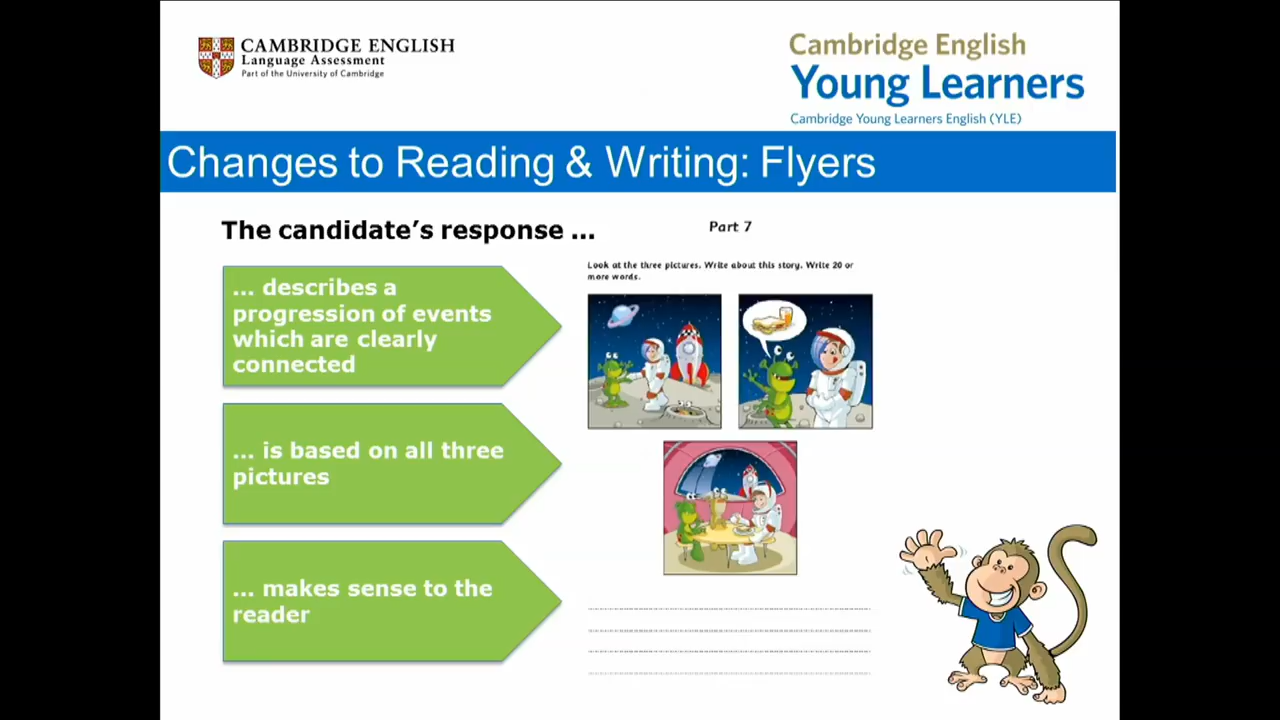 CAMBRIDGE ENGLISH
Language Assessment
Part of the University of Cambridge
Cambridge English
Young Learners
Cambridge Young Learners English (YLE)
Changes to Reading & Writing: Flyers
The candidate's response ...
... describes a
progression of events
which are clearly
connected
... is based on all three
pictures
... makes sense to the
reader
Part 7
Look at the three pictures. Write about this story. Write 20 or
more words.